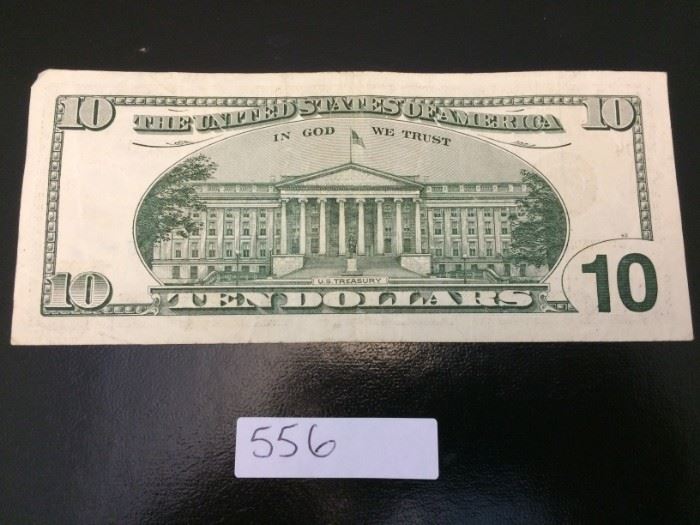 10 10
THE UNITED STATES OF AMERICA
IN GOD WE TRUST
U.S. TREASURY
10 TEN DOLLARS 10
556